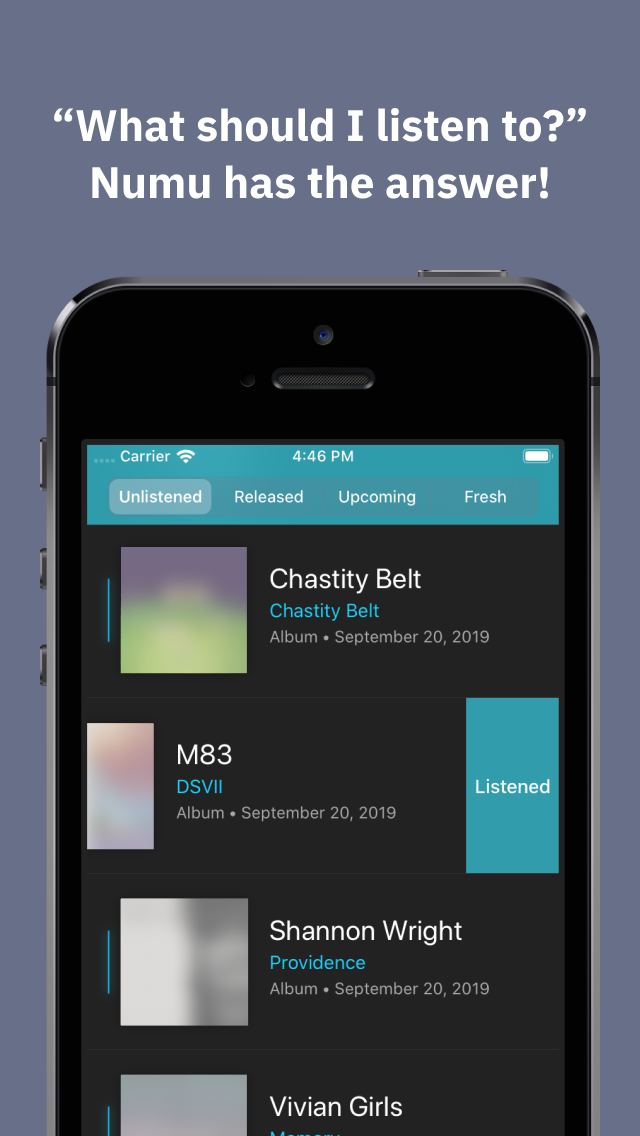 “What should I listen to?”
Numu has the answer!
Carrier 4:46 PM
Unlistened Released Upcoming Fresh
Chastity Belt
Chastity Belt
Album • September 20, 2019
M83
DSVII
Album • September 20, 2019
Listened
Shannon Wright
Providence
Album • September 20, 2019
Vivian Girls